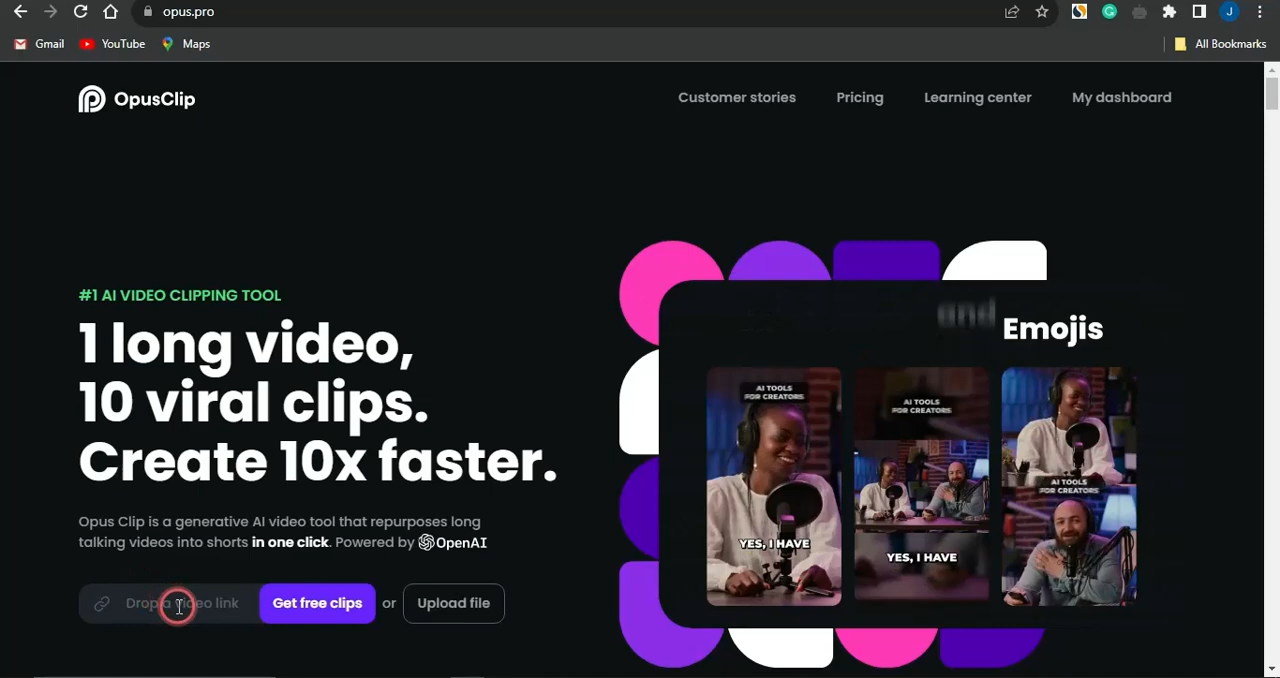 opus.pro
J
Gmail
YouTube
Maps
All Bookmarks
OpusClip
Customer stories
Pricing
Learning center
My dashboard
#1 AI VIDEO CLIPPING TOOL
1 long video,
10 viral clips.
Create 10x faster.
Opus Clip is a generative AI video tool that repurposes long
talking videos into shorts in one click. Powered by OpenAI
Drop a video link
Get free clips
or
Upload file
and Emojis
AI TOOLS
FOR CREATORS
YES, I HAVE
AI TOOLS
FOR CREATORS
YES, I HAVE
AI TOOLS
FOR CREATORS